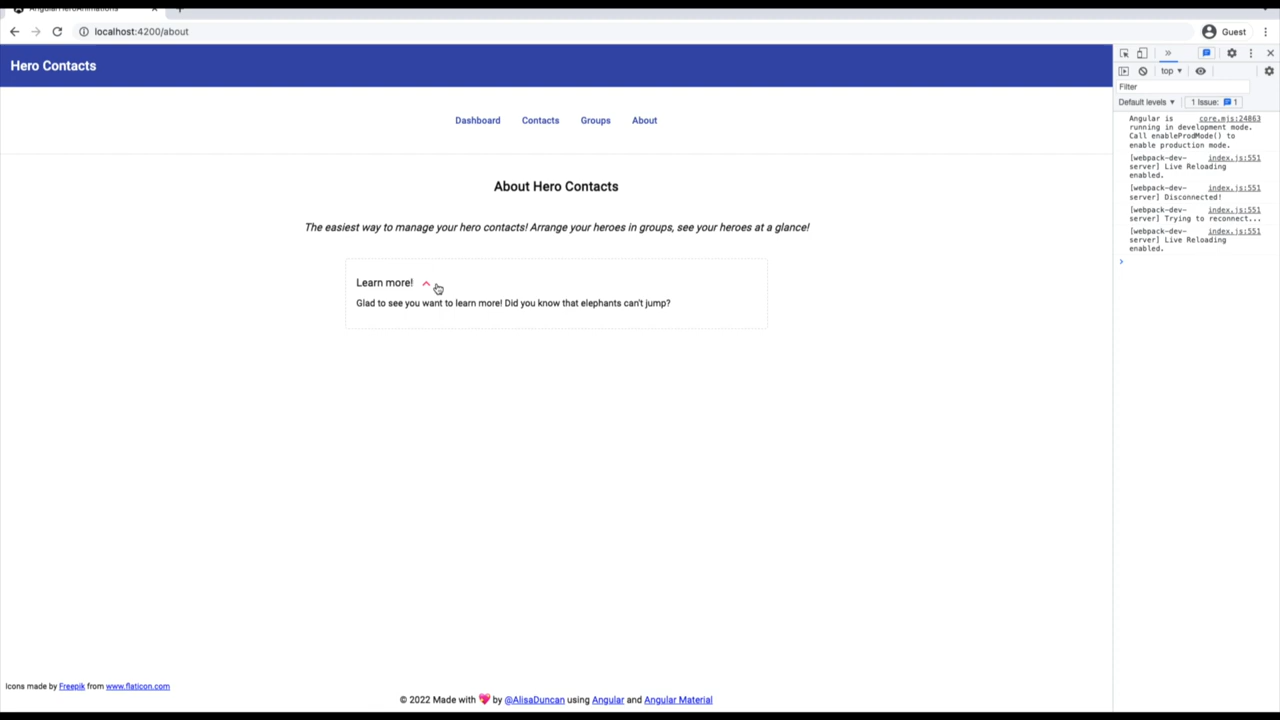 localhost:4200/about
Guest
Hero Contacts
Dashboard Contacts Groups About
About Hero Contacts
The easiest way to manage your hero contacts! Arrange your heroes in groups, see your heroes at a glance!
Learn more!
Glad to see you want to learn more! Did you know that elephants can't jump?
Icons made by Freepik from www.flaticon.com
© 2022 Made with 💖 by @AlisaDuncan using Angular and Angular Material
top
Filter
Default levels 1 Issue: 1
Angular is core.mjs:24863
running in development mode.
Call enableProdMode() to
enable production mode.
[webpack-dev- index.js:551
server] Live Reloading
enabled.
[webpack-dev- index.js:551
server] Disconnected!
[webpack-dev- index.js:551
server] Trying to reconnect...
[webpack-dev- index.js:551
server] Live Reloading
enabled.